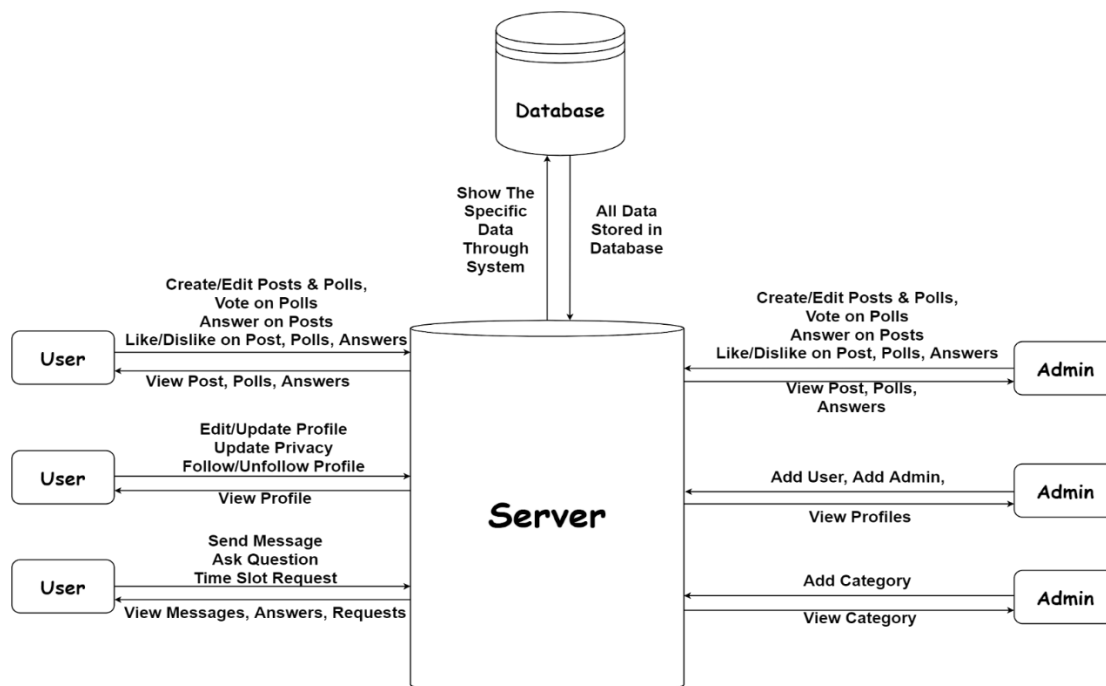 Database
Show The
Specific
Data
Through
System
All Data
Stored in
Database
Create/Edit Posts & Polls,
Vote on Polls
Answer on Posts
Like/Dislike on Post, Polls, Answers
User
View Post, Polls, Answers
Edit/Update Profile
Update Privacy
Follow/Unfollow Profile
User
View Profile
Send Message
Ask Question
Time Slot Request
User
View Messages, Answers, Requests
Server
Create/Edit Posts & Polls,
Vote on Polls
Answer on Posts
Like/Dislike on Post, Polls, Answers
Admin
View Post, Polls,
Answers
Add User, Add Admin,
Admin
View Profiles
Add Category
Admin
View Category